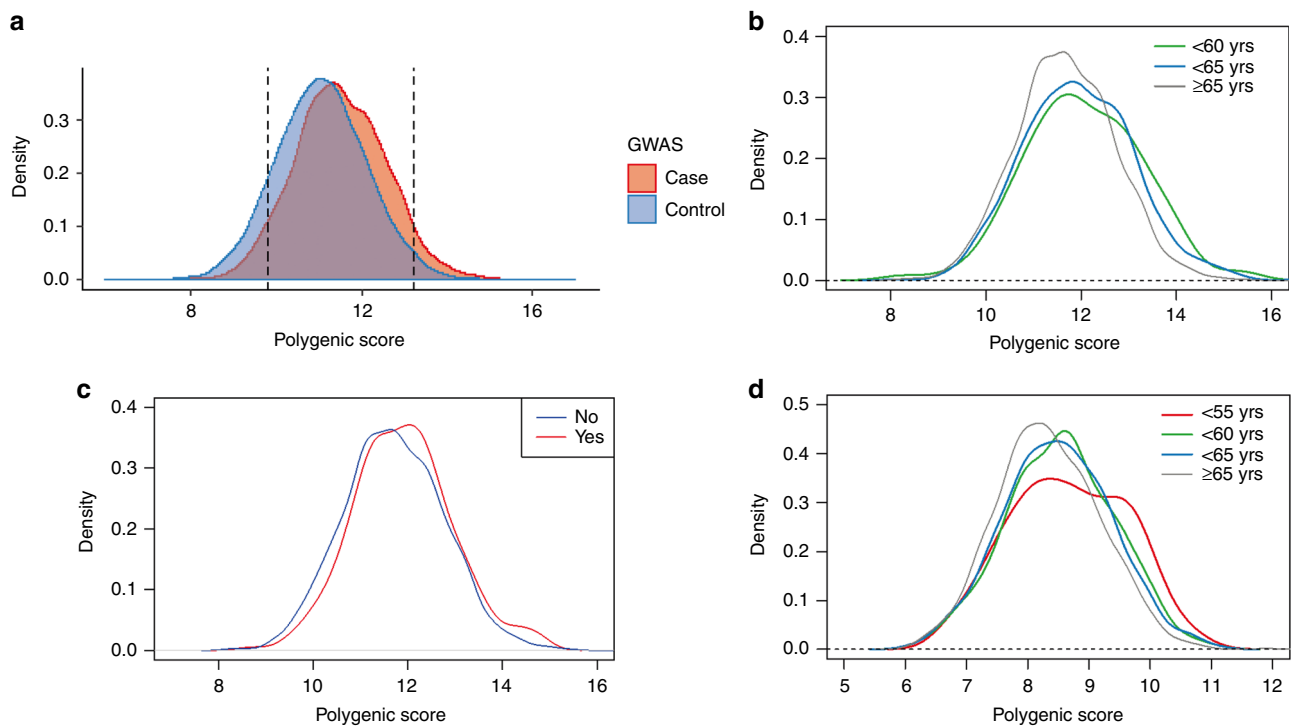 a
0.3
0.2
0.1
0.0
Density
8 12 16
Polygenic score
GWAS
Case
Control
b
0.4
0.3
0.2
0.1
0.0
Density
8 10 12 14 16
Polygenic score
<60 yrs
<65 yrs
≥65 yrs
c
0.4
0.3
0.2
0.1
0.0
Density
8 10 12 14 16
Polygenic score
No
Yes
d
0.5
0.4
0.3
0.2
0.1
0.0
Density
5 6 7 8 9 10 11 12
Polygenic score
<55 yrs
<60 yrs
<65 yrs
≥65 yrs